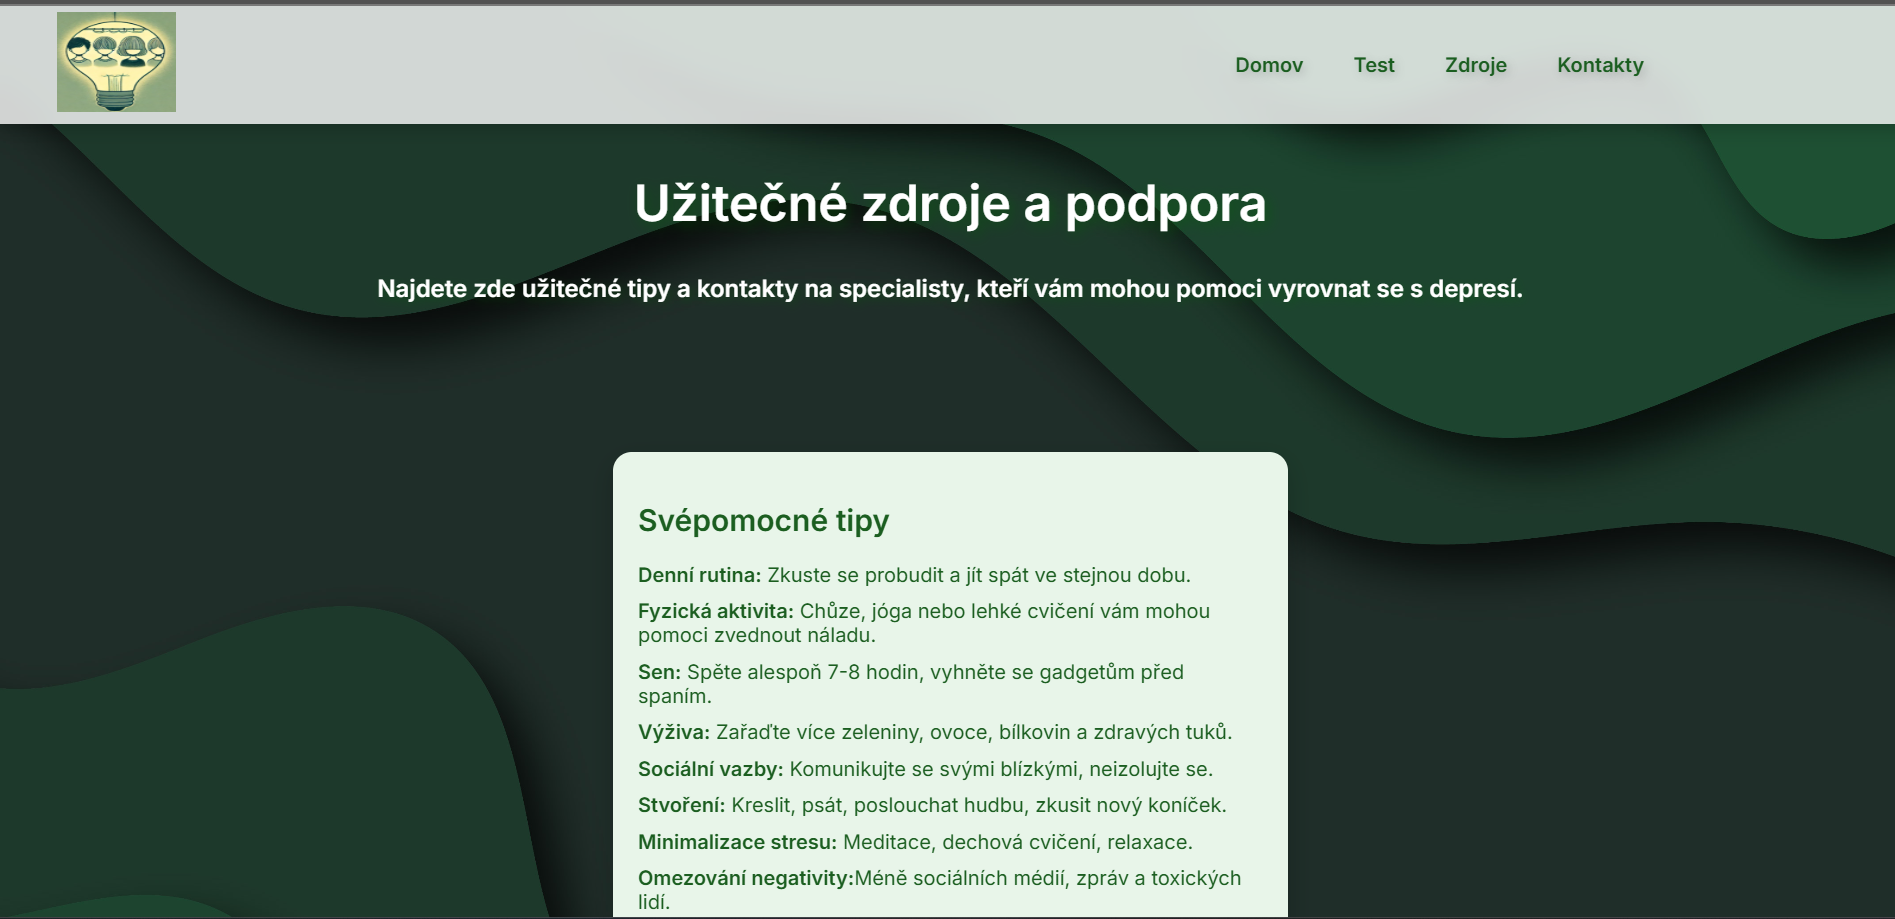 Domov Test Zdroje Kontakty
Užitečné zdroje a podpora
Najdete zde užitečné tipy a kontakty na specialisty, kteří vám mohou pomoci vyrovnat se s depresí.
Svépomocné tipy
Denní rutina: Zkuste se probudit a jít spát ve stejnou dobu.
Fyzická aktivita: Chůze, jóga nebo lehké cvičení vám mohou
pomoci zvednout náladu.
Sen: Spěte alespoň 7-8 hodin, vyhněte se gadgetům před
spaním.
Výživa: Zařaďte více zeleniny, ovoce, bílkovin a zdravých tuků.
Sociální vazby: Komunikujte se svými blízkými, neizolujte se.
Stvoření: Kreslit, psát, poslouchat hudbu, zkusit nový koníček.
Minimalizace stresu: Meditace, dechová cvičení, relaxace.
Omezování negativity:Méně sociálních médií, zpráv a toxických
lidí.